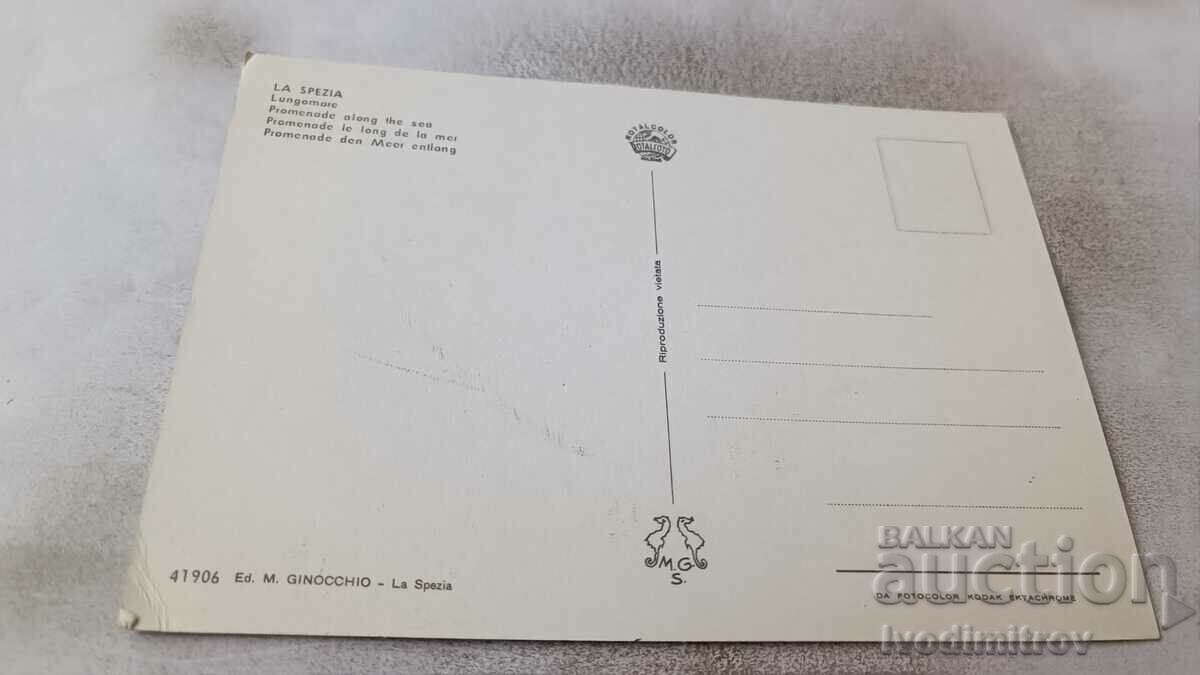 LA SPEZIA
Lungomare
Promenade along the sea
Promenade le long de la mer
Promenade den Meer entlang
ROTALCOLOR
ROTALFOTO
Riproduzione vietata
M.G.
S.
41906 Ed. M. GINOCCHIO - La Spezia
DA FOTOCOLOR KODAK EKTACHROME
BALKAN
auction
Ivodimitrov